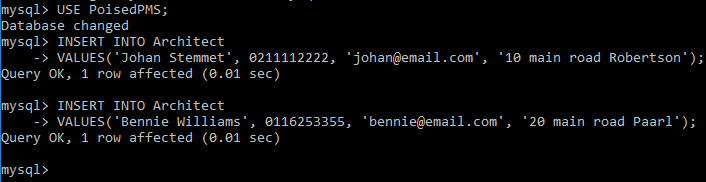 mysql> USE PoisedPMS;
Database changed
mysql> INSERT INTO Architect
    -> VALUES('Johan Stemmet', 0211112222, 'johan@email.com', '10 main road Robertson');
Query OK, 1 row affected (0.01 sec)

mysql> INSERT INTO Architect
    -> VALUES('Bennie Williams', 0116253355, 'bennie@email.com', '20 main road Paarl');
Query OK, 1 row affected (0.01 sec)

mysql>